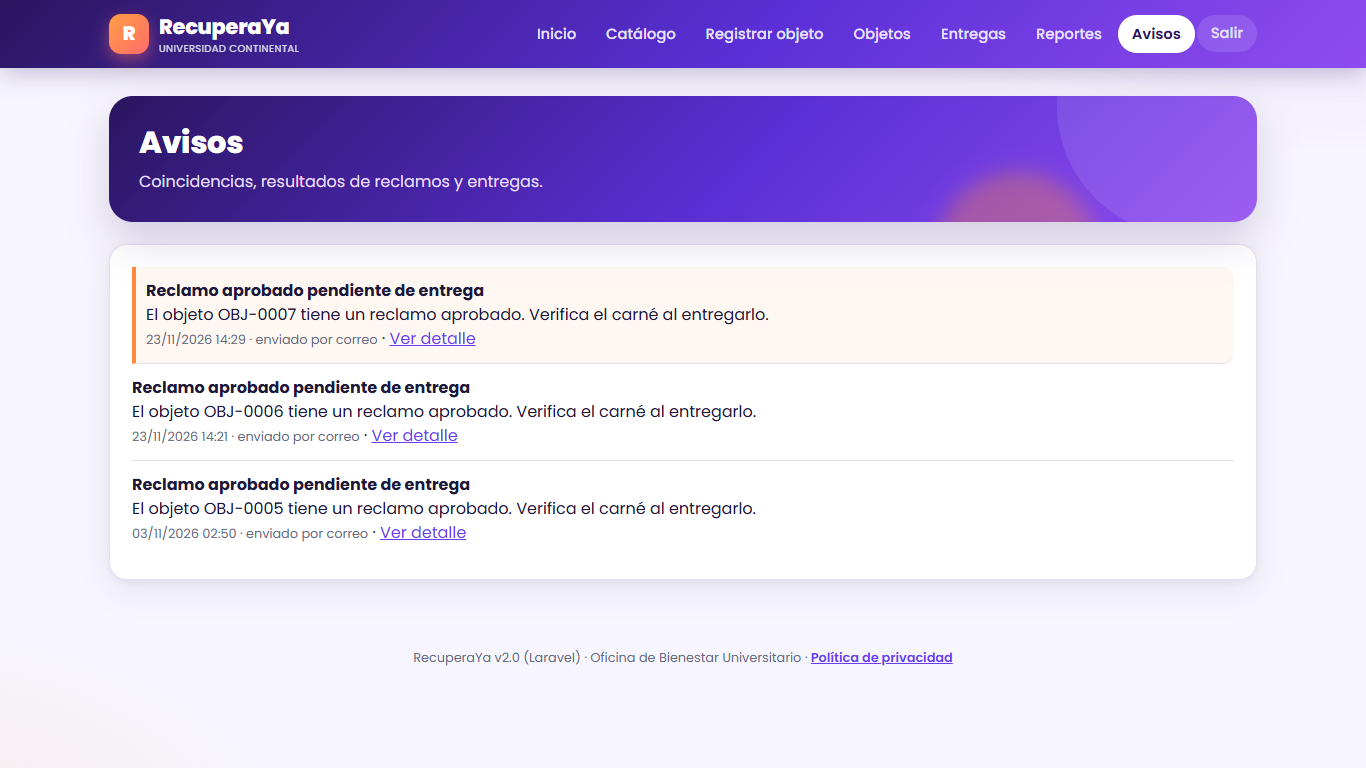 R
RecuperaYa
UNIVERSIDAD CONTINENTAL
Inicio
Catálogo
Registrar objeto
Objetos
Entregas
Reportes
Avisos
Salir
Avisos
Coincidencias, resultados de reclamos y entregas.
Reclamo aprobado pendiente de entrega
El objeto OBJ-0007 tiene un reclamo aprobado. Verifica el carné al entregarlo.
23/11/2026 14:29 · enviado por correo · Ver detalle
Reclamo aprobado pendiente de entrega
El objeto OBJ-0006 tiene un reclamo aprobado. Verifica el carné al entregarlo.
23/11/2026 14:21 · enviado por correo · Ver detalle
Reclamo aprobado pendiente de entrega
El objeto OBJ-0005 tiene un reclamo aprobado. Verifica el carné al entregarlo.
03/11/2026 02:50 · enviado por correo · Ver detalle
RecuperaYa v2.0 (Laravel) · Oficina de Bienestar Universitario · Política de privacidad